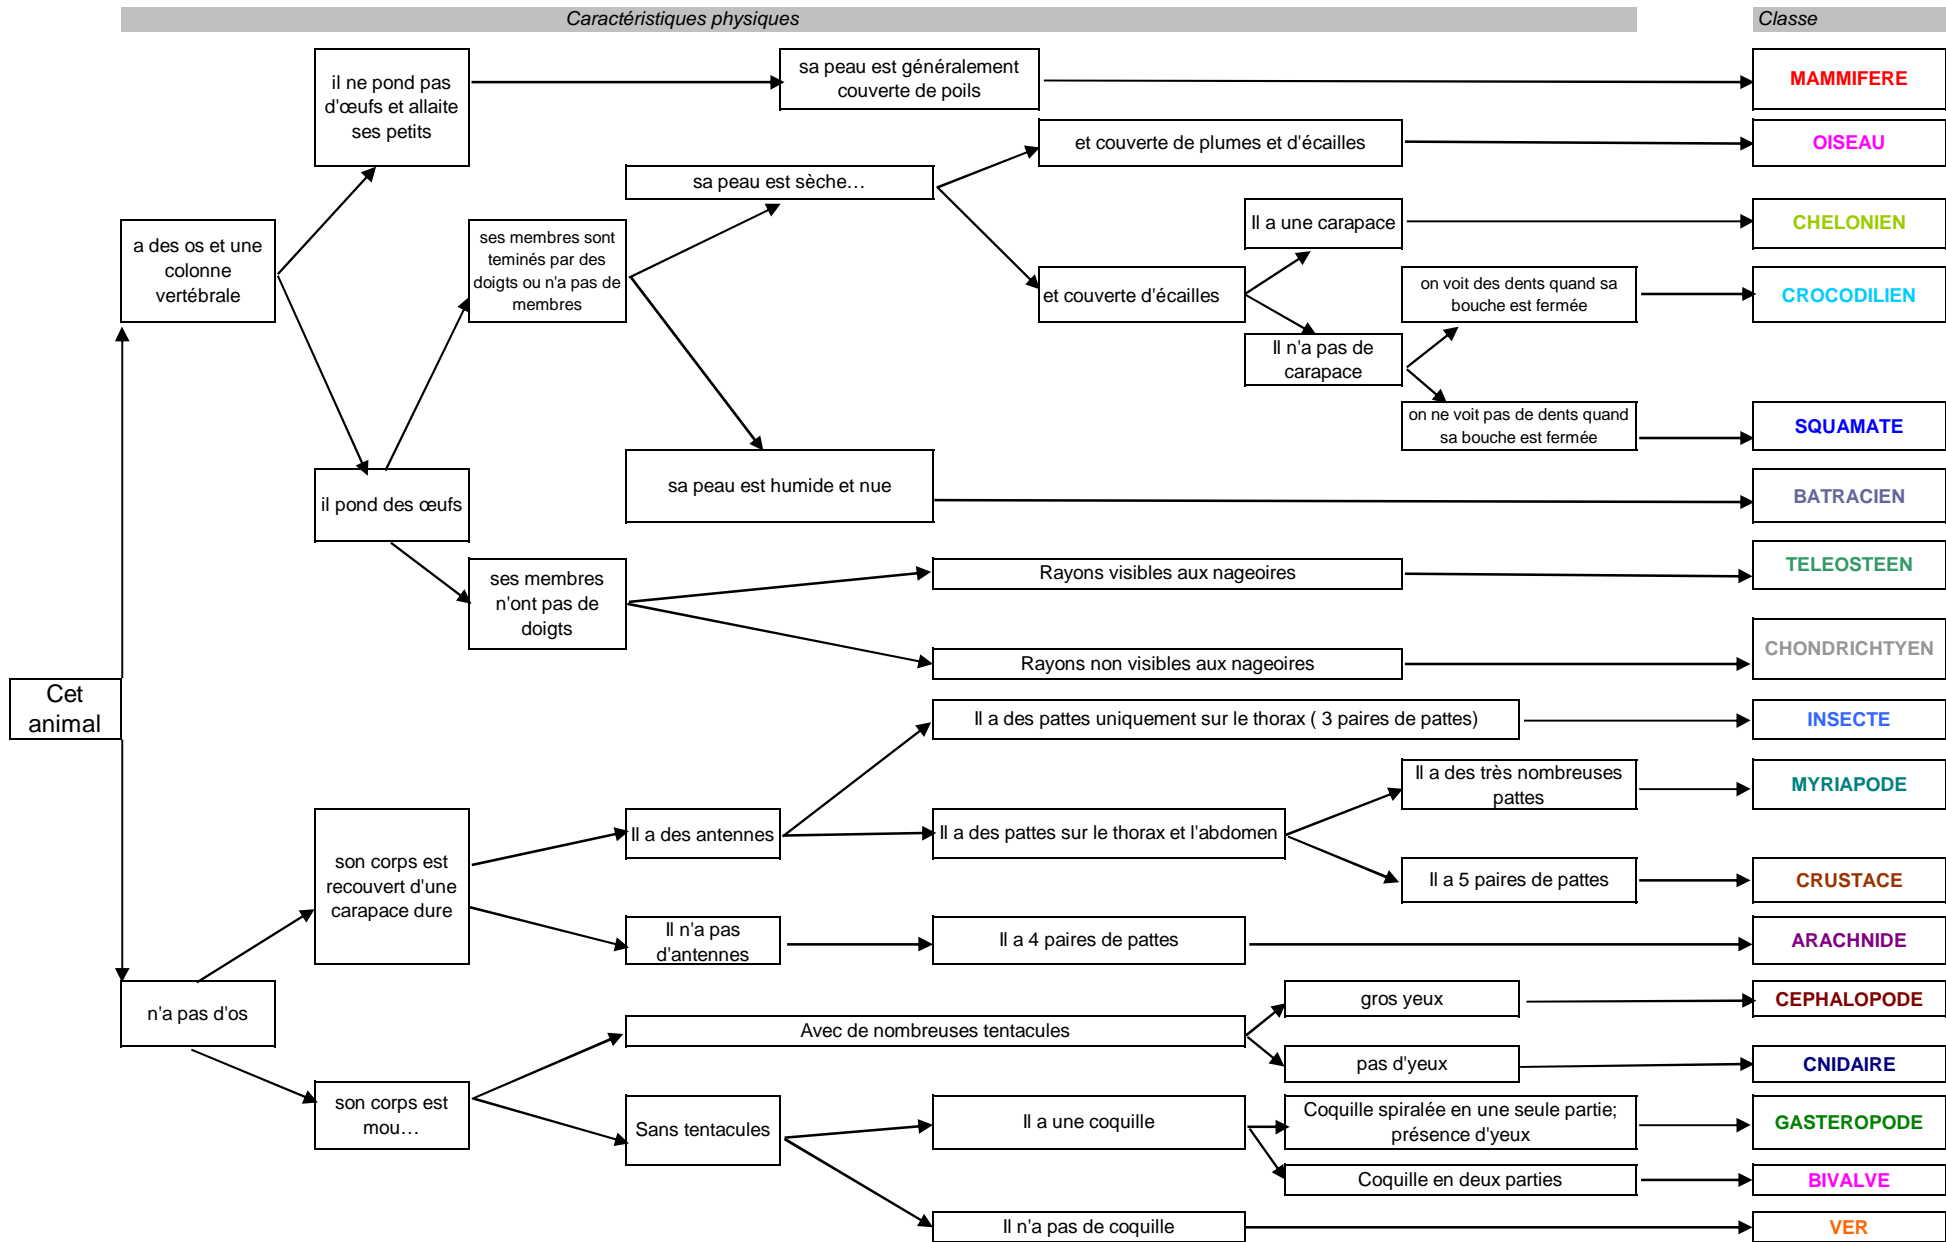 Caractéristiques physiques
Classe
il ne pond pas
d'œufs et allaite
ses petits
sa peau est généralement
couverte de poils
MAMMIFERE
et couverte de plumes et d'écailles
OISEAU
sa peau est sèche…
a des os et une
colonne
vertébrale
ses membres sont
teminés par des
doigts ou n'a pas de
membres
Il a une carapace
CHELONIEN
et couverte d'écailles
on voit des dents quand sa
bouche est fermée
CROCODILIEN
Il n'a pas de
carapace
on ne voit pas de dents quand
sa bouche est fermée
SQUAMATE
il pond des œufs
sa peau est humide et nue
BATRACIEN
ses membres
n'ont pas de
doigts
Rayons visibles aux nageoires
TELEOSTEEN
Rayons non visibles aux nageoires
CHONDRICHTYEN
Cet
animal
Il a des pattes uniquement sur le thorax ( 3 paires de pattes)
INSECTE
Il a des très nombreuses
pattes
MYRIAPODE
son corps est
recouvert d'une
carapace dure
Il a des antennes
Il a des pattes sur le thorax et l'abdomen
Il a 5 paires de pattes
CRUSTACE
Il n'a pas
d'antennes
Il a 4 paires de pattes
ARACHNIDE
n'a pas d'os
gros yeux
CEPHALOPODE
Avec de nombreuses tentacules
pas d'yeux
CNIDAIRE
son corps est
mou…
Sans tentacules
Il a une coquille
Coquille spiralée en une seule partie;
présence d'yeux
GASTEROPODE
Coquille en deux parties
BIVALVE
Il n'a pas de coquille
VER